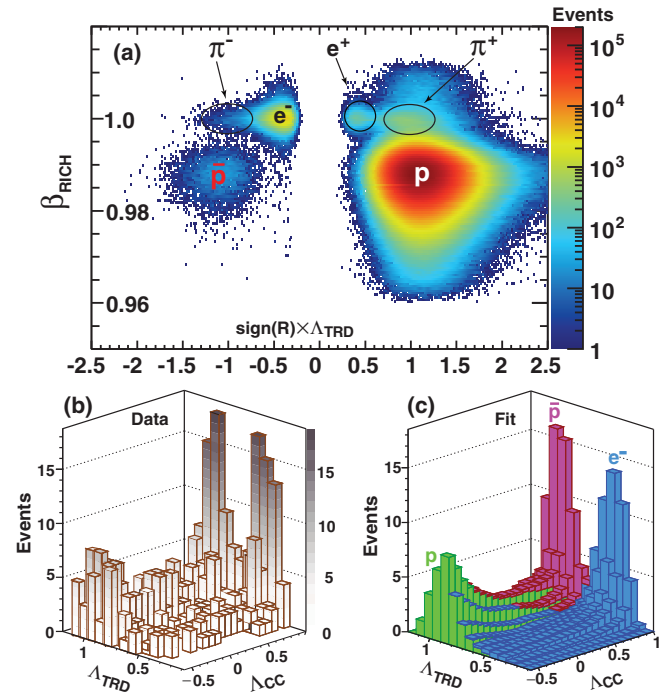 Events
(a)
π⁻
e⁺
π⁺
10⁵
e⁻
1.0
10⁴
p̄
p
β_RICH
0.98
10³
10²
0.96
10
sign(R)×Λ_TRD
1
-2.5 -2 -1.5 -1 -0.5 0 0.5 1 1.5 2 2.5
(b) Data
15
10
5
0
Events
15
10
5
0
1 0.5
Λ_TRD
−0.5 0 0.5 1
Λ_CC
(c) Fit
p̄
e⁻
p
15
10
5
0
Events
1 0.5
Λ_TRD
−0.5 0 0.5 1
Λ_CC